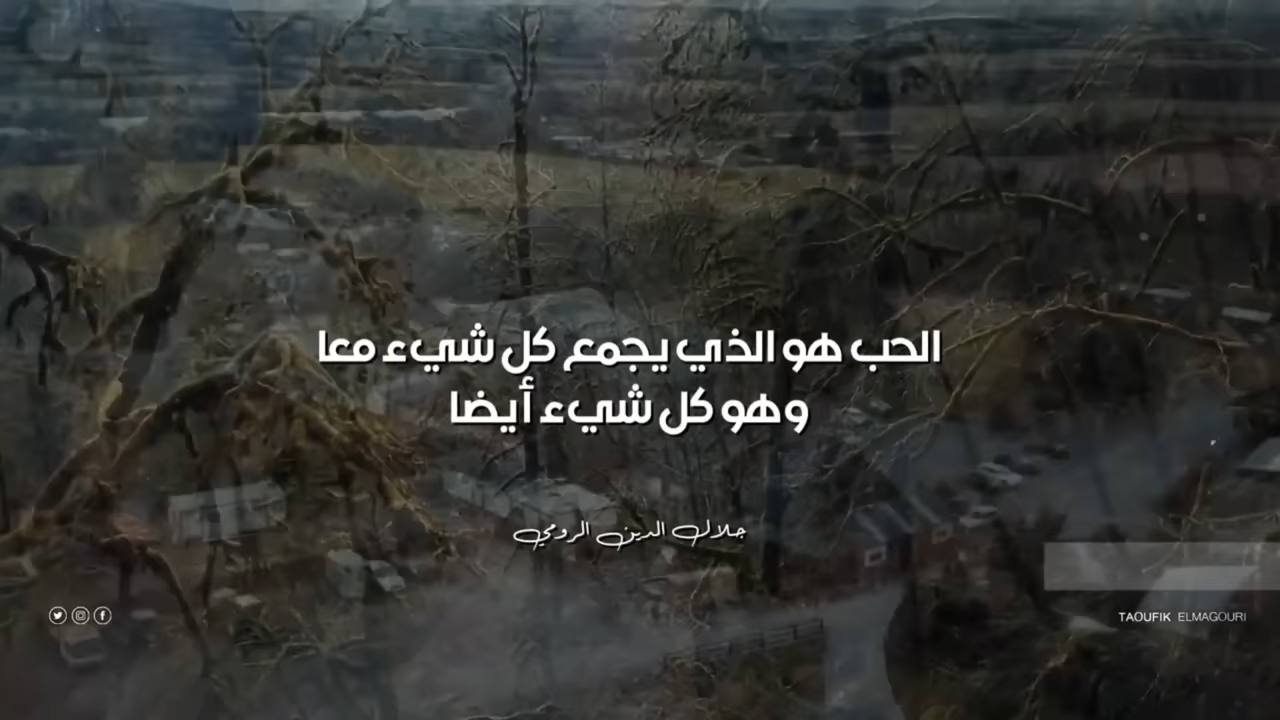 الحب هو الذي يجمع كل شيء معا
وهو كل شيء أيضا
جلال الدين الرومي
TAOUFIK ELMAGOURI